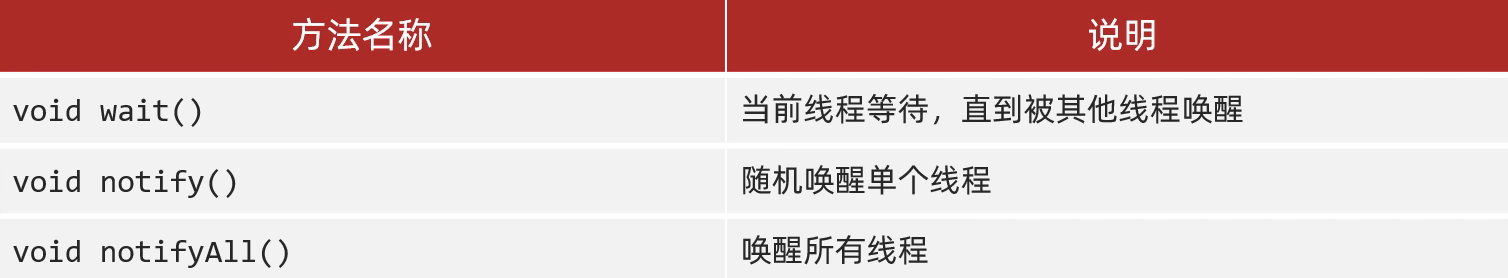 方法名称 说明
void wait() 当前线程等待，直到被其他线程唤醒
void notify() 随机唤醒单个线程
void notifyAll() 唤醒所有线程